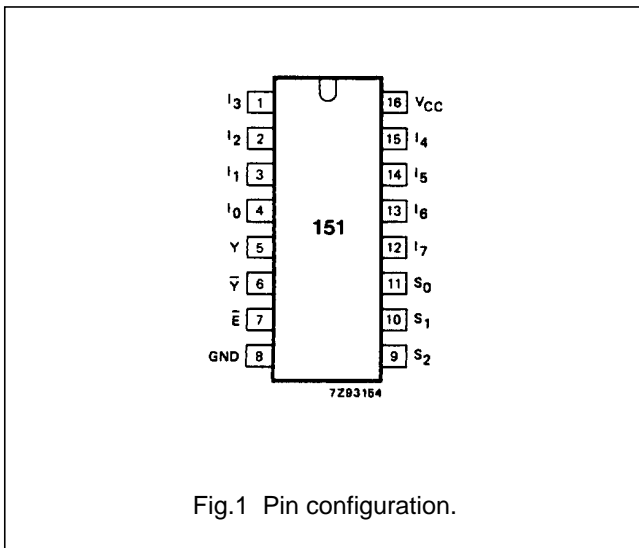 I3 1 16 VCC
I2 2 15 I4
I1 3 14 I5
I0 4 13 I6
151
Y 5 12 I7
Y̅ 6 11 S0
E̅ 7 10 S1
GND 8 9 S2
7Z93154
Fig.1 Pin configuration.